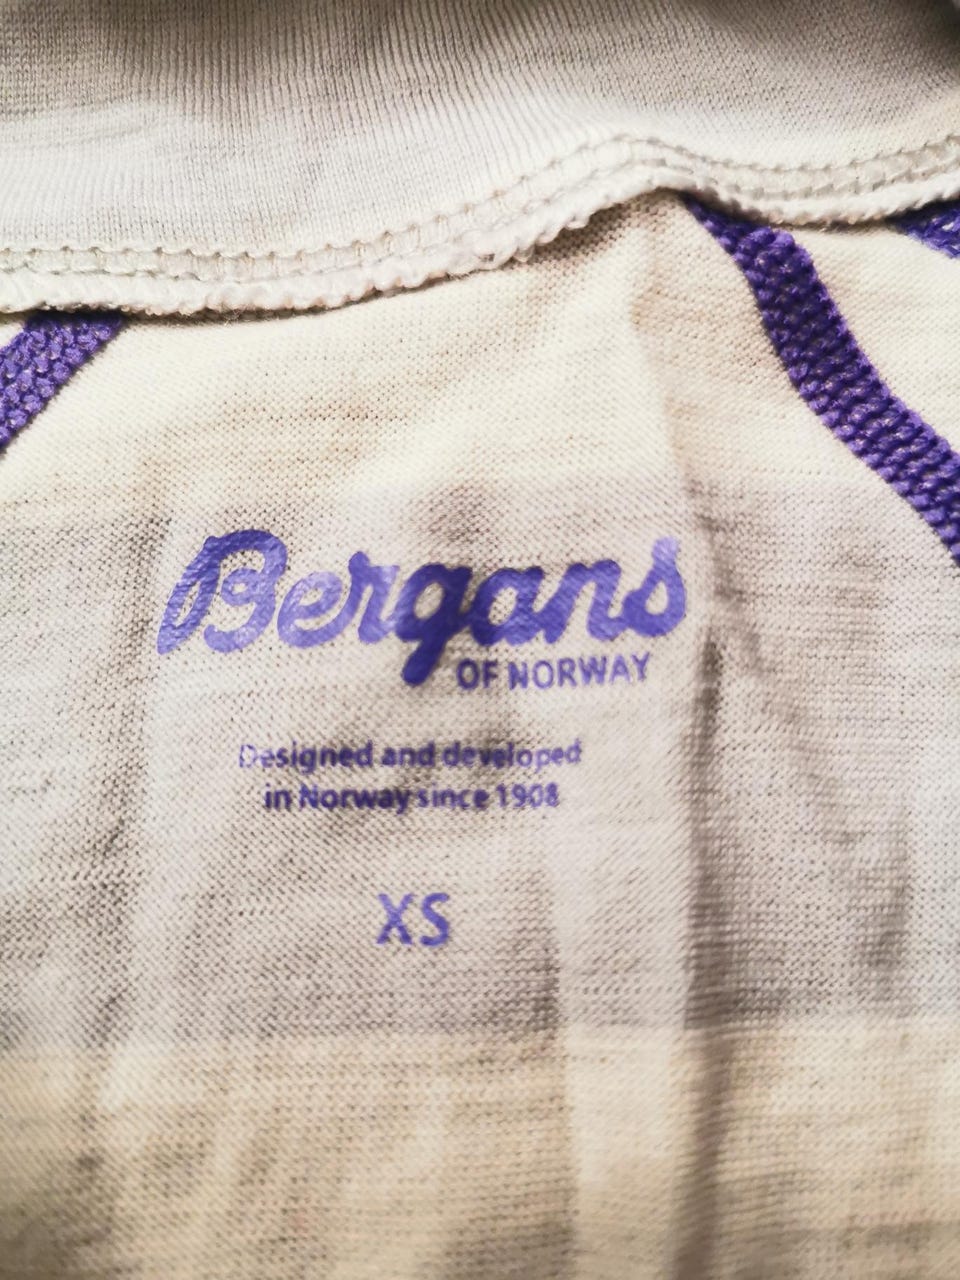 Bergans
OF NORWAY
Designed and developed
in Norway since 1908
XS